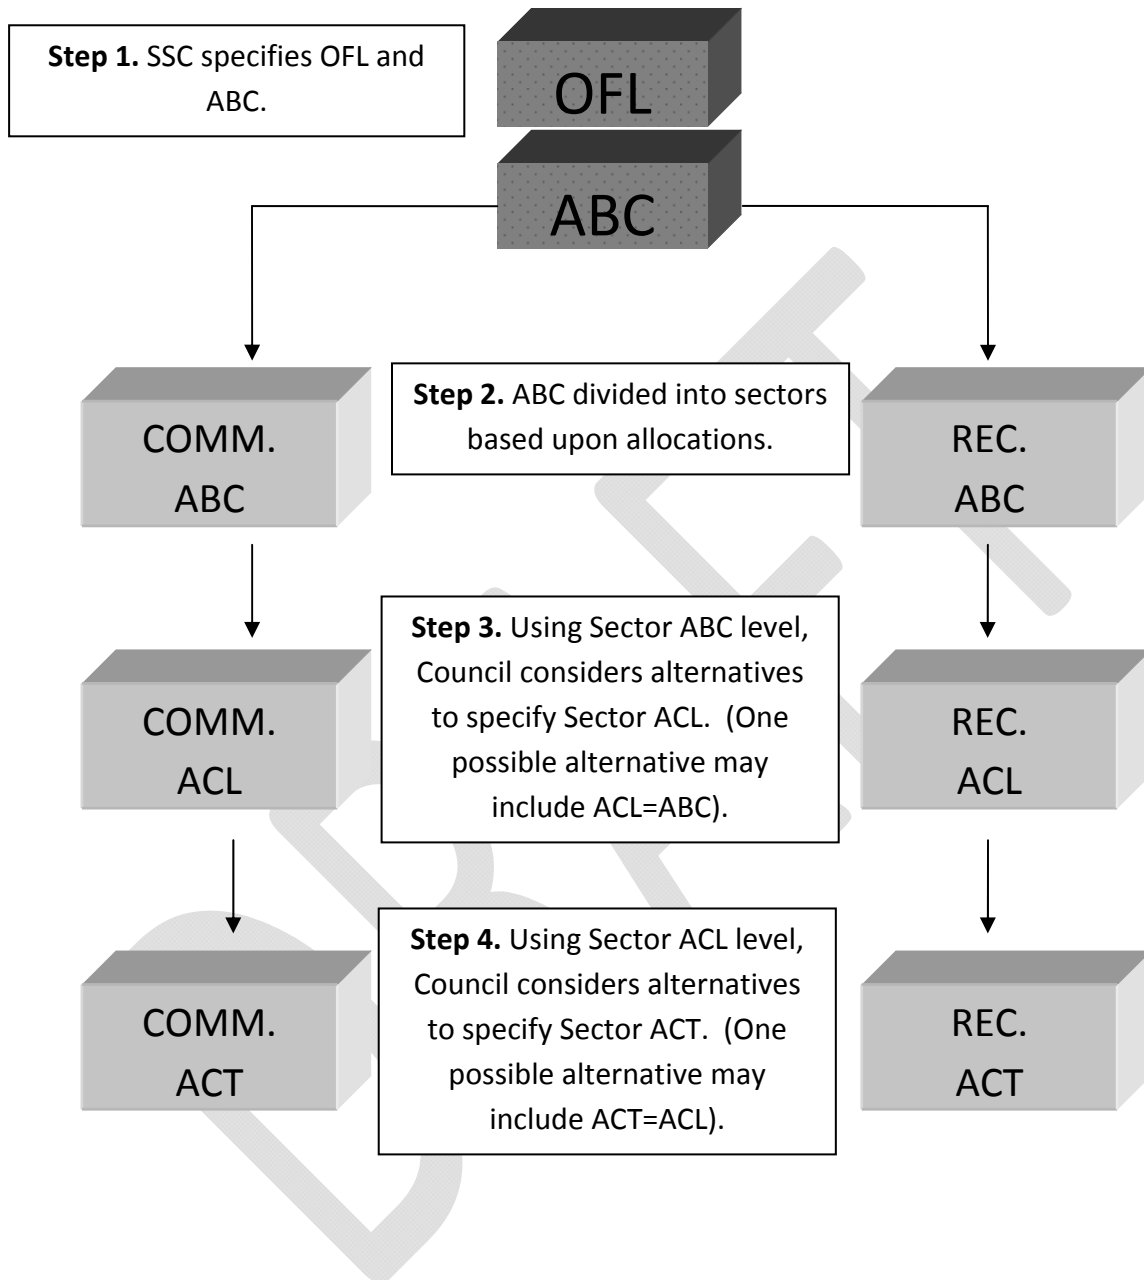 Step 1. SSC specifies OFL and
ABC.
OFL
ABC
COMM.
ABC
Step 2. ABC divided into sectors
based upon allocations.
REC.
ABC
COMM.
ACL
Step 3. Using Sector ABC level,
Council considers alternatives
to specify Sector ACL.  (One
possible alternative may
include ACL=ABC).
REC.
ACL
COMM.
ACT
Step 4. Using Sector ACL level,
Council considers alternatives
to specify Sector ACT.  (One
possible alternative may
include ACT=ACL).
REC.
ACT
DRAFT